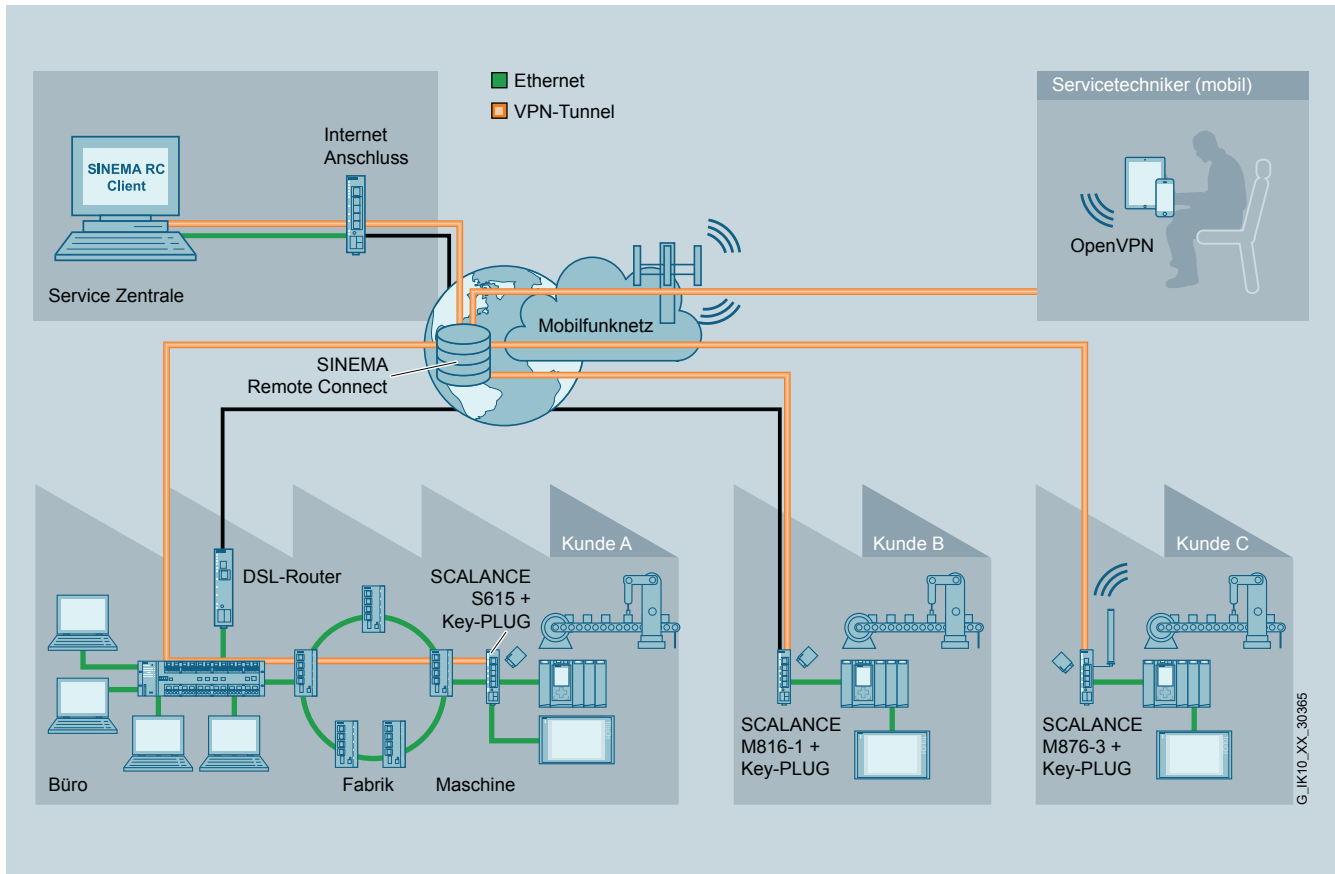 Ethernet
VPN-Tunnel
Servicetechniker (mobil)
Internet
Anschluss
SINEMA RC
Client
OpenVPN
Service Zentrale
Mobilfunknetz
SINEMA
Remote Connect
Kunde A
Kunde B
Kunde C
DSL-Router
SCALANCE
S615 +
Key-PLUG
SCALANCE
M816-1 +
Key-PLUG
SCALANCE
M876-3 +
Key-PLUG
Büro
Fabrik
Maschine
G_IK10_XX_30365